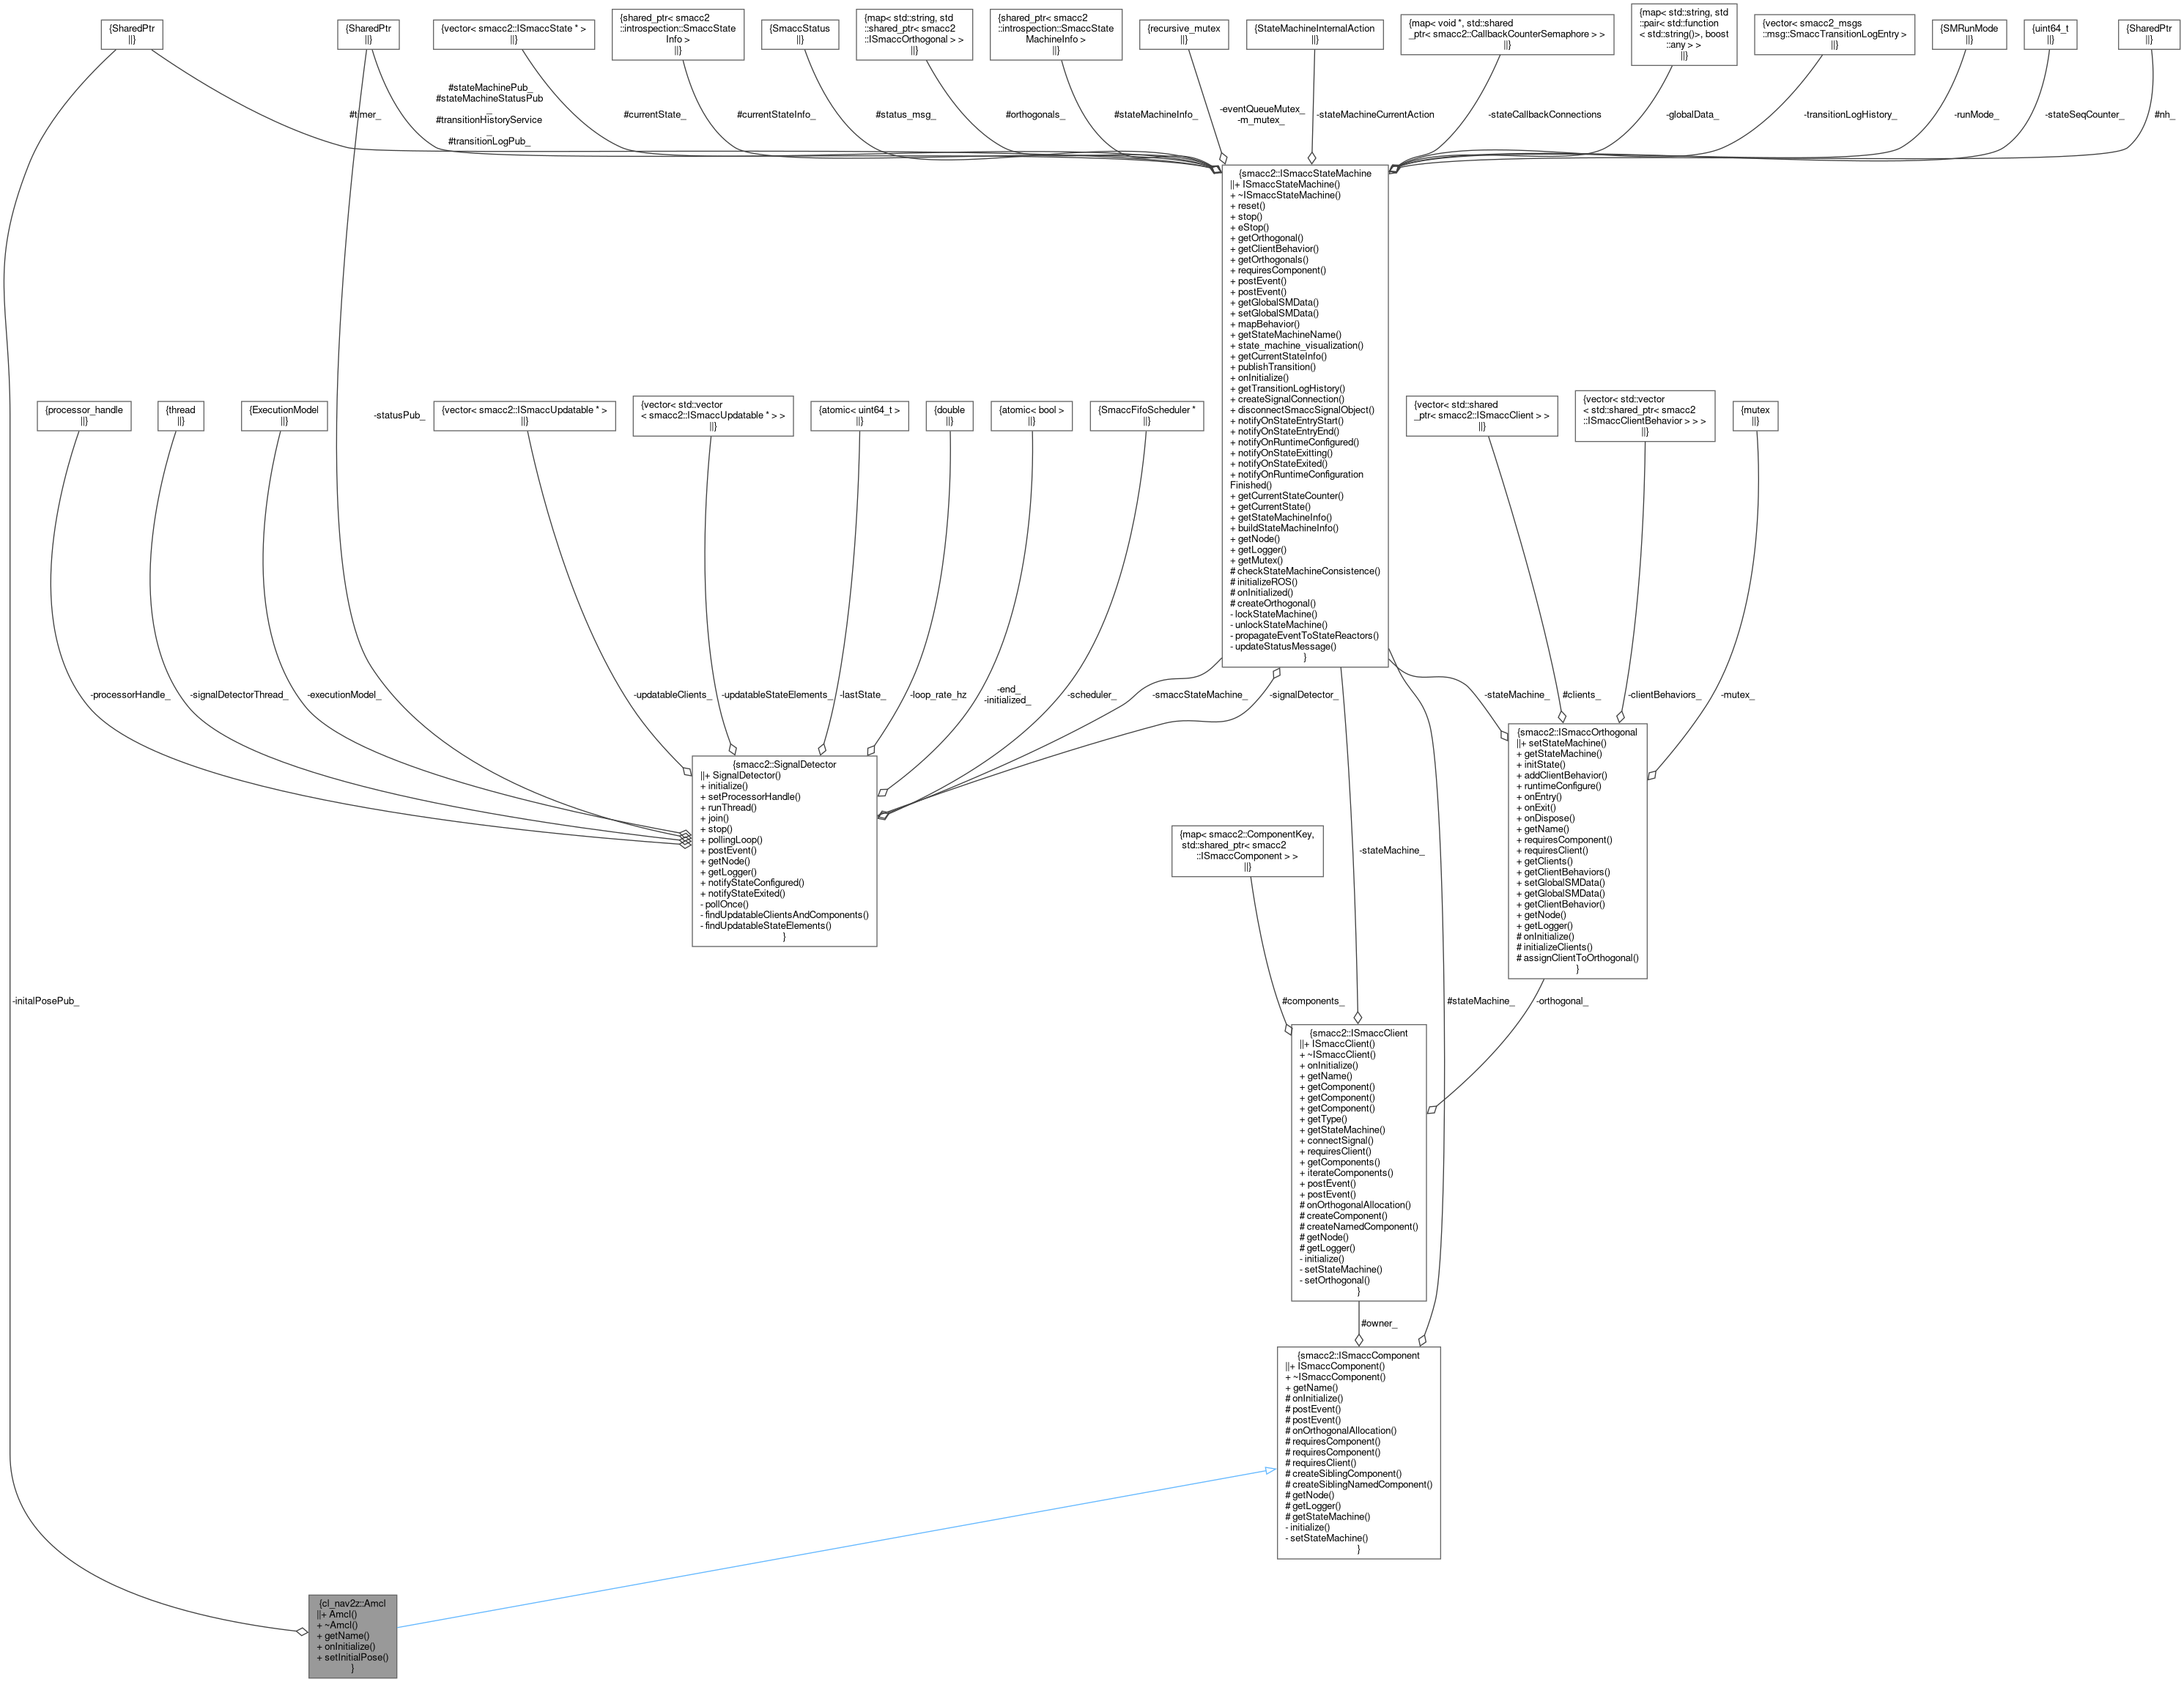 {SharedPtr
||}
{SharedPtr
||}
{vector< smacc2::ISmaccState * >
||}
{shared_ptr< smacc2
::introspection::SmaccState
Info >
||}
{SmaccStatus
||}
{map< std::string, std
::shared_ptr< smacc2
::ISmaccOrthogonal > >
||}
{shared_ptr< smacc2
::introspection::SmaccState
MachineInfo >
||}
{recursive_mutex
||}
{StateMachineInternalAction
||}
{map< void *, std::shared
_ptr< smacc2::CallbackCounterSemaphore > >
||}
{map< std::string, std
::pair< std::function
< std::string()>, boost
::any > >
||}
{vector< smacc2_msgs
::msg::SmaccTransitionLogEntry >
||}
{SMRunMode
||}
{uint64_t
||}
{SharedPtr
||}
#timer_
#stateMachinePub_
#stateMachineStatusPub
_
#transitionHistoryService
_
#transitionLogPub_
#currentState_
#currentStateInfo_
#status_msg_
#orthogonals_
#stateMachineInfo_
-eventQueueMutex_
-m_mutex_
-stateMachineCurrentAction
-stateCallbackConnections
-globalData_
-transitionLogHistory_
-runMode_
-stateSeqCounter_
#nh_
{smacc2::ISmaccStateMachine
||+ ISmaccStateMachine()
+ ~ISmaccStateMachine()
+ reset()
+ stop()
+ eStop()
+ getOrthogonal()
+ getClientBehavior()
+ getOrthogonals()
+ requiresComponent()
+ postEvent()
+ postEvent()
+ getGlobalSMData()
+ setGlobalSMData()
+ mapBehavior()
+ getStateMachineName()
+ state_machine_visualization()
+ getCurrentStateInfo()
+ publishTransition()
+ onInitialize()
+ getTransitionLogHistory()
+ createSignalConnection()
+ disconnectSmaccSignalObject()
+ notifyOnStateEntryStart()
+ notifyOnStateEntryEnd()
+ notifyOnRuntimeConfigured()
+ notifyOnStateExitting()
+ notifyOnStateExited()
+ notifyOnRuntimeConfiguration
Finished()
+ getCurrentStateCounter()
+ getCurrentState()
+ getStateMachineInfo()
+ buildStateMachineInfo()
+ getNode()
+ getLogger()
+ getMutex()
# checkStateMachineConsistence()
# initializeROS()
# onInitialized()
# createOrthogonal()
- lockStateMachine()
- unlockStateMachine()
- propagateEventToStateReactors()
- updateStatusMessage()
}
{processor_handle
||}
{thread
||}
{ExecutionModel
||}
-statusPub_
{vector< smacc2::ISmaccUpdatable * >
||}
{vector< std::vector
< smacc2::ISmaccUpdatable * > >
||}
{atomic< uint64_t >
||}
{double
||}
{atomic< bool >
||}
{SmaccFifoScheduler *
||}
{vector< std::shared
_ptr< smacc2::ISmaccClient > >
||}
{vector< std::vector
< std::shared_ptr< smacc2
::ISmaccClientBehavior > > >
||}
{mutex
||}
-processorHandle_
-signalDetectorThread_
-executionModel_
-updatableClients_
-updatableStateElements_
-lastState_
-loop_rate_hz
-end_
-initialized_
-scheduler_
-smaccStateMachine_
-signalDetector_
-stateMachine_
#clients_
-clientBehaviors_
-mutex_
{smacc2::SignalDetector
||+ SignalDetector()
+ initialize()
+ setProcessorHandle()
+ runThread()
+ join()
+ stop()
+ pollingLoop()
+ postEvent()
+ getNode()
+ getLogger()
+ notifyStateConfigured()
+ notifyStateExited()
- pollOnce()
- findUpdatableClientsAndComponents()
- findUpdatableStateElements()
}
{smacc2::ISmaccOrthogonal
||+ setStateMachine()
+ getStateMachine()
+ initState()
+ addClientBehavior()
+ runtimeConfigure()
+ onEntry()
+ onExit()
+ onDispose()
+ getName()
+ requiresComponent()
+ requiresClient()
+ getClients()
+ getClientBehaviors()
+ setGlobalSMData()
+ getGlobalSMData()
+ getClientBehavior()
+ getNode()
+ getLogger()
# onInitialize()
# initializeClients()
# assignClientToOrthogonal()
}
{map< smacc2::ComponentKey,
std::shared_ptr< smacc2
::ISmaccComponent > >
||}
-stateMachine_
-initalPosePub_
#components_
#stateMachine_
-orthogonal_
{smacc2::ISmaccClient
||+ ISmaccClient()
+ ~ISmaccClient()
+ onInitialize()
+ getName()
+ getComponent()
+ getComponent()
+ getComponent()
+ getType()
+ getStateMachine()
+ connectSignal()
+ requiresClient()
+ getComponents()
+ iterateComponents()
+ postEvent()
+ postEvent()
# onOrthogonalAllocation()
# createComponent()
# createNamedComponent()
# getNode()
# getLogger()
- initialize()
- setStateMachine()
- setOrthogonal()
}
#owner_
{smacc2::ISmaccComponent
||+ ISmaccComponent()
+ ~ISmaccComponent()
+ getName()
# onInitialize()
# postEvent()
# postEvent()
# onOrthogonalAllocation()
# requiresComponent()
# requiresComponent()
# requiresClient()
# createSiblingComponent()
# createSiblingNamedComponent()
# getNode()
# getLogger()
# getStateMachine()
- initialize()
- setStateMachine()
}
{cl_nav2z::Amcl
||+ Amcl()
+ ~Amcl()
+ getName()
+ onInitialize()
+ setInitialPose()
}